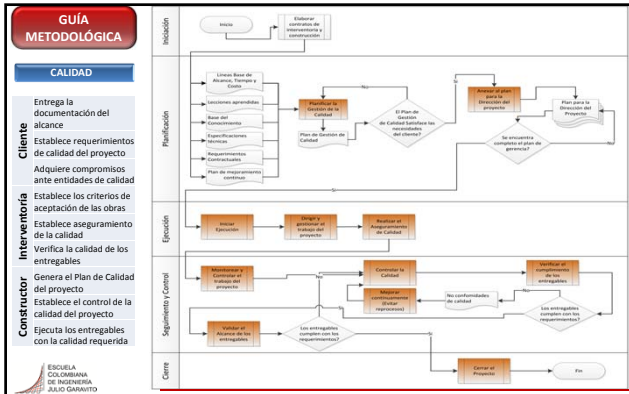 GUÍA
METODOLÓGICA
CALIDAD
Cliente
Entrega la
documentación del
alcance
Establece requerimientos
de calidad del proyecto
Adquiere compromisos
ante entidades de calidad
Interventoría
Establece los criterios de
aceptación de las obras
Establece aseguramiento
de la calidad
Verifica la calidad de los
entregables
Constructor
Genera el Plan de Calidad
del proyecto
Establece el control de la
calidad del proyecto
Ejecuta los entregables
con la calidad requerida
ESCUELA
COLOMBIANA
DE INGENIERÍA
JULIO GARAVITO
Iniciación
Inicio
Elaborar
contratos de
interventoría y
construcción
Planificación
Líneas Base de
Alcance, Tiempo y
Costo
Lecciones aprendidas
Base del
Conocimiento
Especificaciones
técnicas
Requerimientos
Contractuales
Plan de mejoramiento
continuo
Planificar la
Gestión de la
Calidad
Plan de Gestión de
Calidad
No
El Plan de
Gestión
de Calidad Satisface las
necesidades
del cliente?
Si
Anexar al plan
para la
Dirección del
proyecto
Plan para la
Dirección del
Proyecto
Se encuentra
completo el plan de
gerencia?
No
Si
Ejecución
Iniciar
Ejecución
Dirigir y
gestionar el
trabajo del
proyecto
Realizar el
Aseguramiento
de Calidad
Seguimiento y Control
Monitorear y
Controlar el
trabajo del
proyecto
Controlar la
Calidad
Mejorar
continuamente
(Evitar
reprocesos)
No conformidades
de calidad
No
Verificar el
cumplimiento
de los
entregables
Los entregables
cumplen con los
requerimientos?
Si
Validar el
Alcance de los
entregables
No
Los entregables
cumplen con los
requerimientos?
Si
Cierre
Cerrar el
Proyecto
Fin